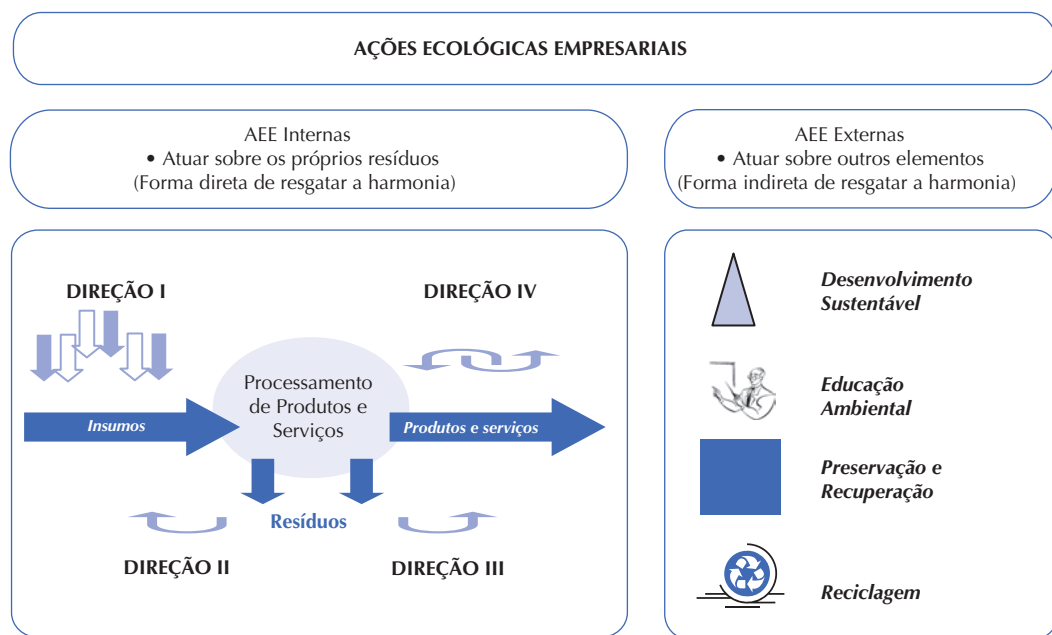 AÇÕES ECOLÓGICAS EMPRESARIAIS
AEE Internas
• Atuar sobre os próprios resíduos
(Forma direta de resgatar a harmonia)
AEE Externas
• Atuar sobre outros elementos
(Forma indireta de resgatar a harmonia)
DIREÇÃO I
DIREÇÃO IV
Processamento
de Produtos e
Serviços
Insumos
Produtos e serviços
Resíduos
DIREÇÃO II
DIREÇÃO III
Desenvolvimento
Sustentável
Educação
Ambiental
Preservação e
Recuperação
Reciclagem